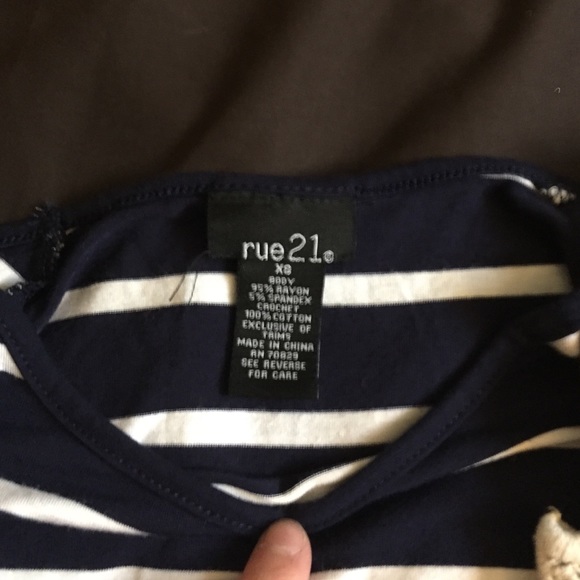 rue21®
XS
BODY
95% RAYON
5% SPANDEX
CROCHET
100% COTTON
EXCLUSIVE OF
TRIMS
MADE IN CHINA
RN 70829
SEE REVERSE
FOR CARE